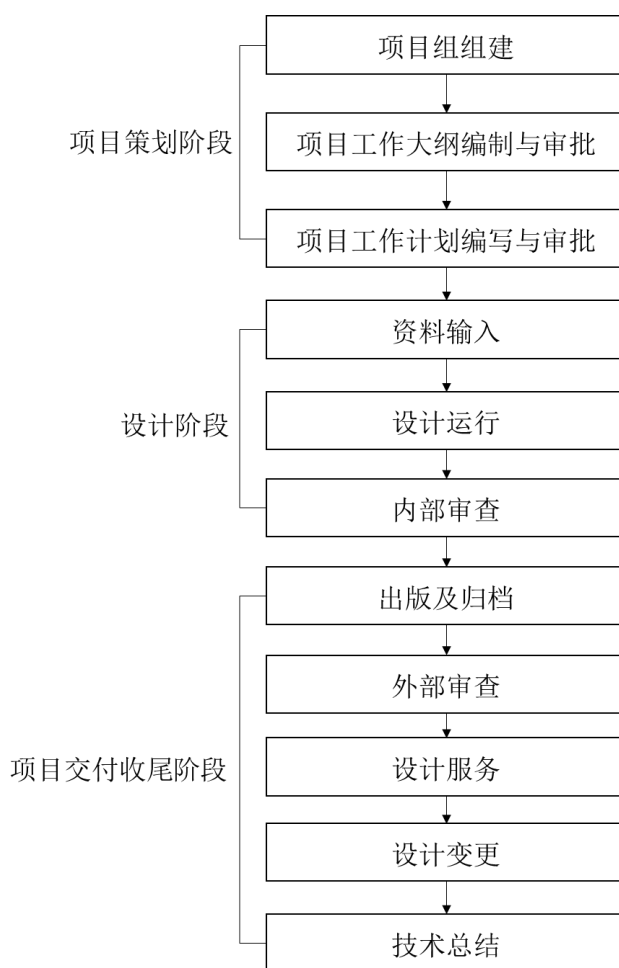 项目组组建
项目策划阶段
项目工作大纲编制与审批
项目工作计划编写与审批
资料输入
设计阶段
设计运行
内部审查
出版及归档
外部审查
项目交付收尾阶段
设计服务
设计变更
技术总结